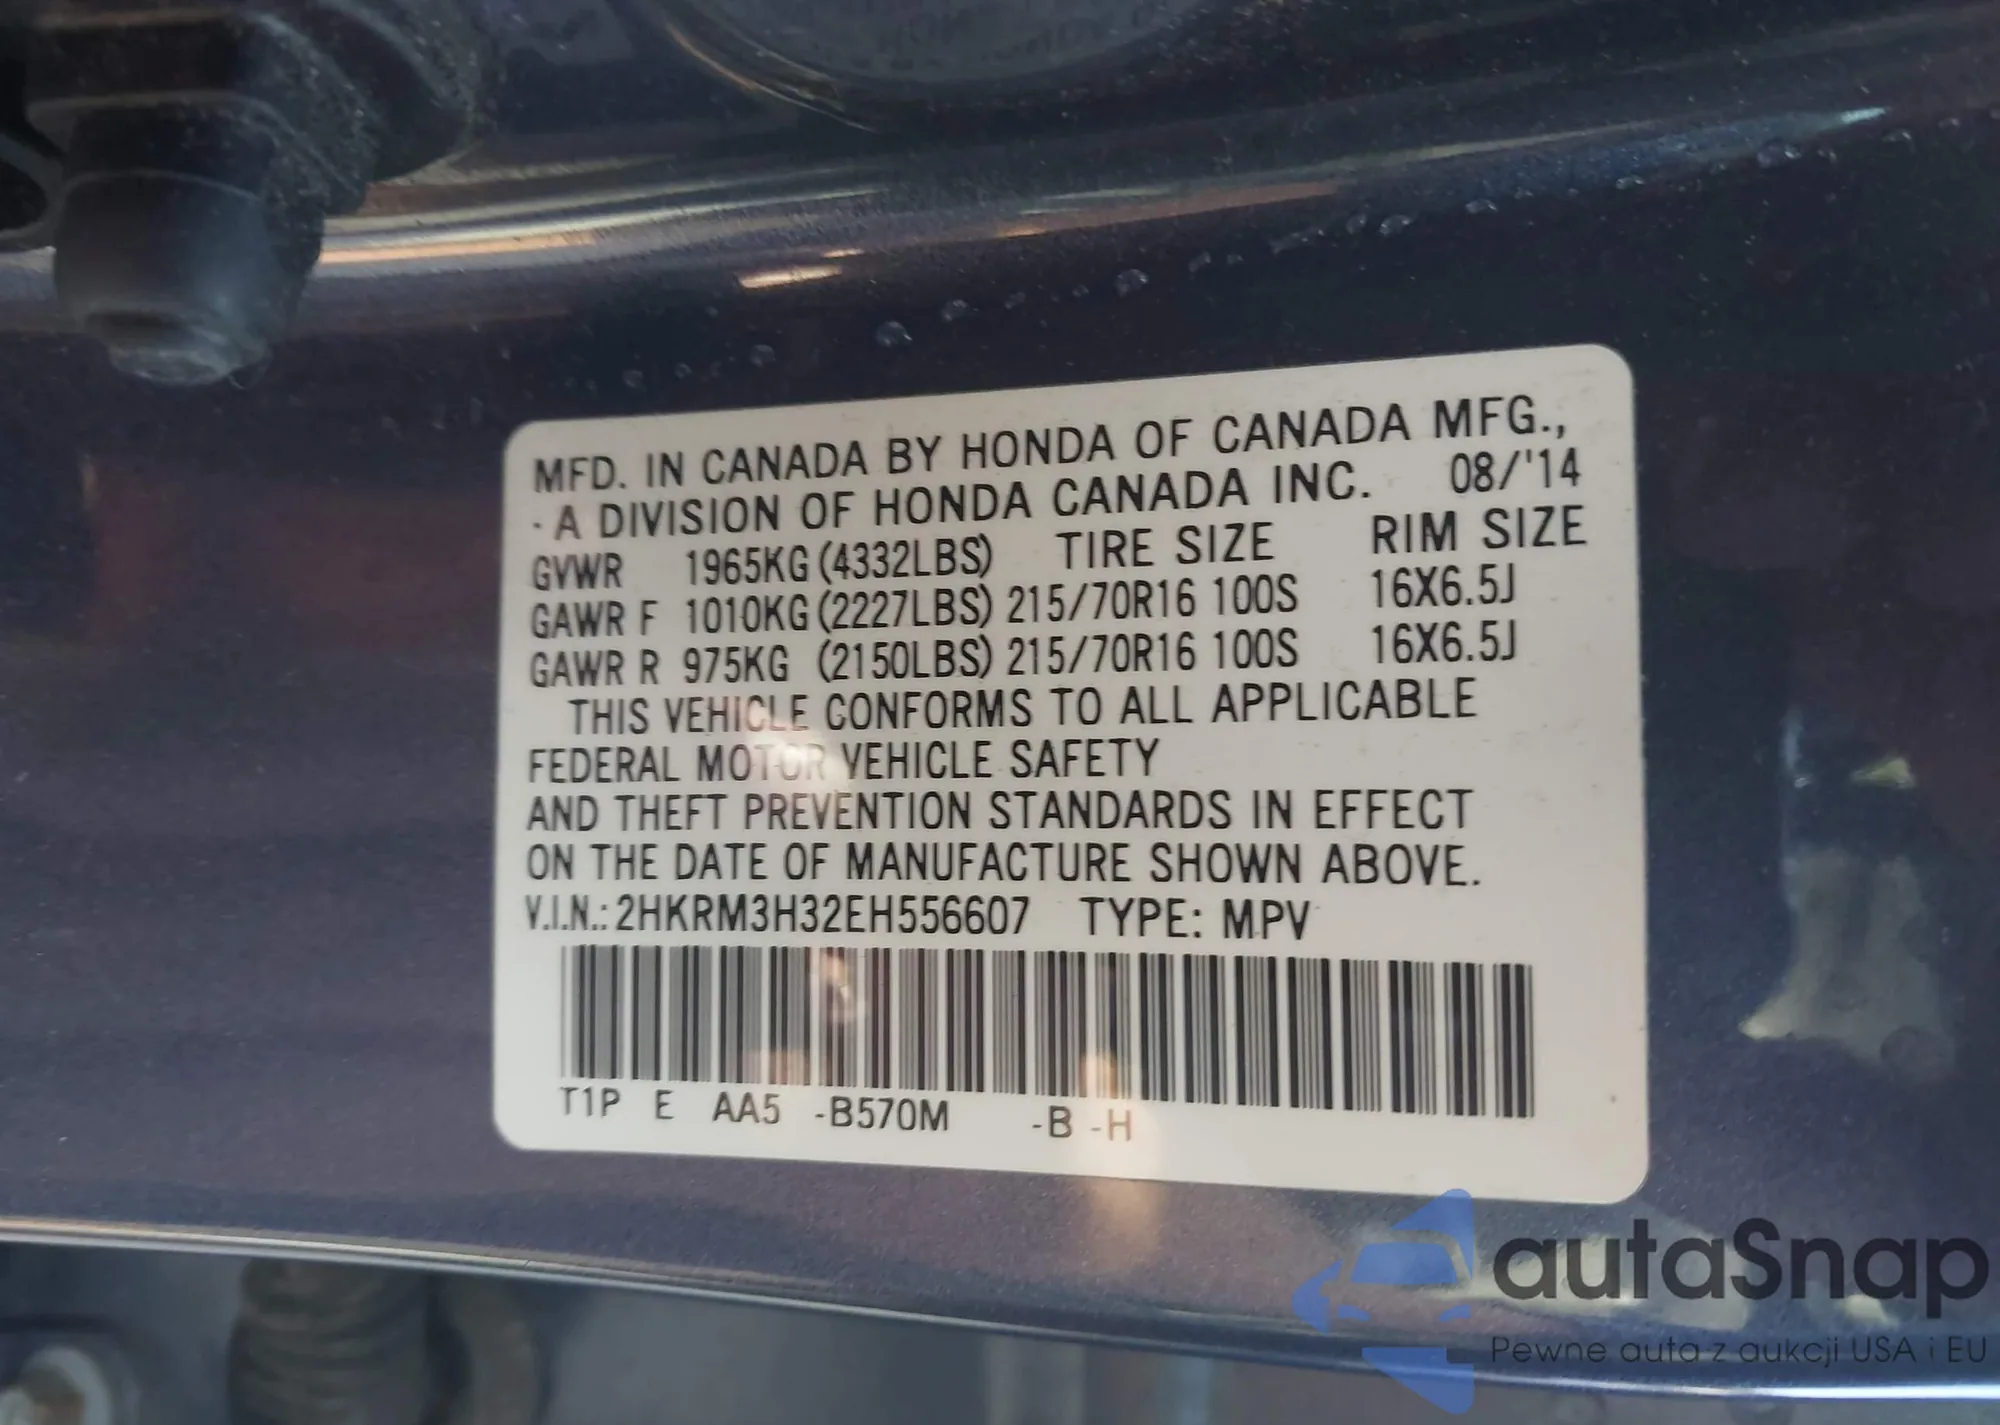 MFD. IN CANADA BY HONDA OF CANADA MFG.,
· A DIVISION OF HONDA CANADA INC. 08/'14
GVWR 1965KG (4332LBS) TIRE SIZE RIM SIZE
GAWR F 1010KG (2227LBS) 215/70R16 100S 16X6.5J
GAWR R 975KG (2150LBS) 215/70R16 100S 16X6.5J
THIS VEHICLE CONFORMS TO ALL APPLICABLE
FEDERAL MOTOR VEHICLE SAFETY
AND THEFT PREVENTION STANDARDS IN EFFECT
ON THE DATE OF MANUFACTURE SHOWN ABOVE.
V.I.N.: 2HKRM3H32EH556607 TYPE: MPV
T1P E AA5 -B570M -B -H
autaSnap
Pewne auta z aukcji USA i EU